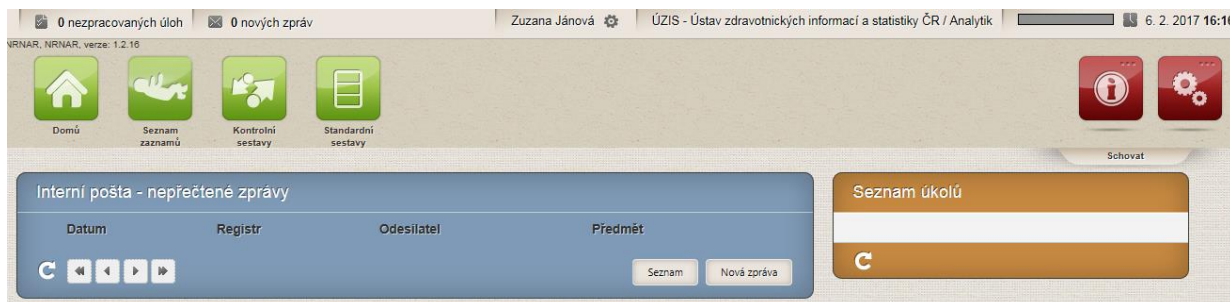 0 nezpracovaných úloh
0 nových zpráv
Zuzana Jánová
ÚZIS - Ústav zdravotnických informací a statistiky ČR / Analytik
6. 2. 2017 16:16
NRNAR, NRNAR, verze: 1.2.16
Domů
Seznam
zaznamů
Kontrolní
sestavy
Standardní
sestavy
Schovat
Interní pošta - nepřečtené zprávy
Datum Registr Odesilatel Předmět
Seznam Nová zpráva
Seznam úkolů